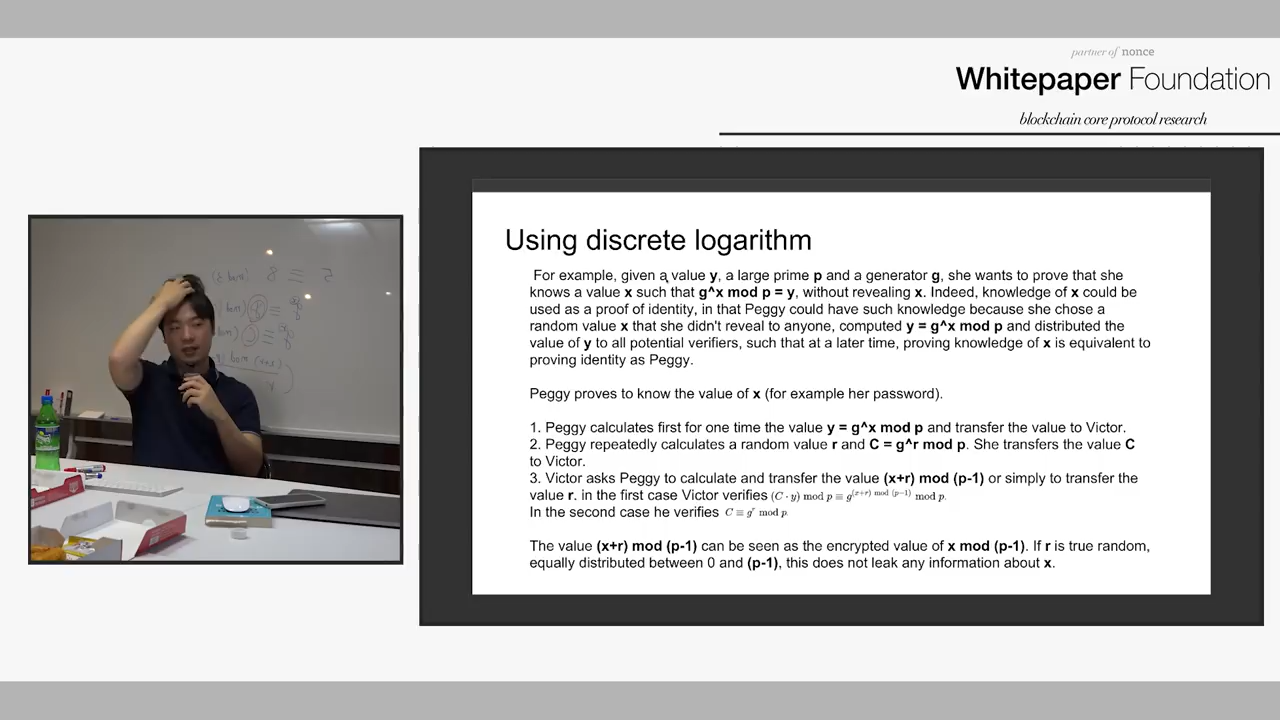 partner of nonce
Whitepaper Foundation
blockchain core protocol research
Using discrete logarithm
For example, given a value y, a large prime p and a generator g, she wants to prove that she
knows a value x such that g^x mod p = y, without revealing x. Indeed, knowledge of x could be
used as a proof of identity, in that Peggy could have such knowledge because she chose a
random value x that she didn't reveal to anyone, computed y = g^x mod p and distributed the
value of y to all potential verifiers, such that at a later time, proving knowledge of x is equivalent to
proving identity as Peggy.
Peggy proves to know the value of x (for example her password).
1. Peggy calculates first for one time the value y = g^x mod p and transfer the value to Victor.
2. Peggy repeatedly calculates a random value r and C = g^r mod p. She transfers the value C
to Victor.
3. Victor asks Peggy to calculate and transfer the value (x+r) mod (p-1) or simply to transfer the
value r. in the first case Victor verifies (C · y) mod p ≡ g^(x+r) mod (p−1) mod p.
In the second case he verifies C ≡ g^r mod p.
The value (x+r) mod (p-1) can be seen as the encrypted value of x mod (p-1). If r is true random,
equally distributed between 0 and (p-1), this does not leak any information about x.